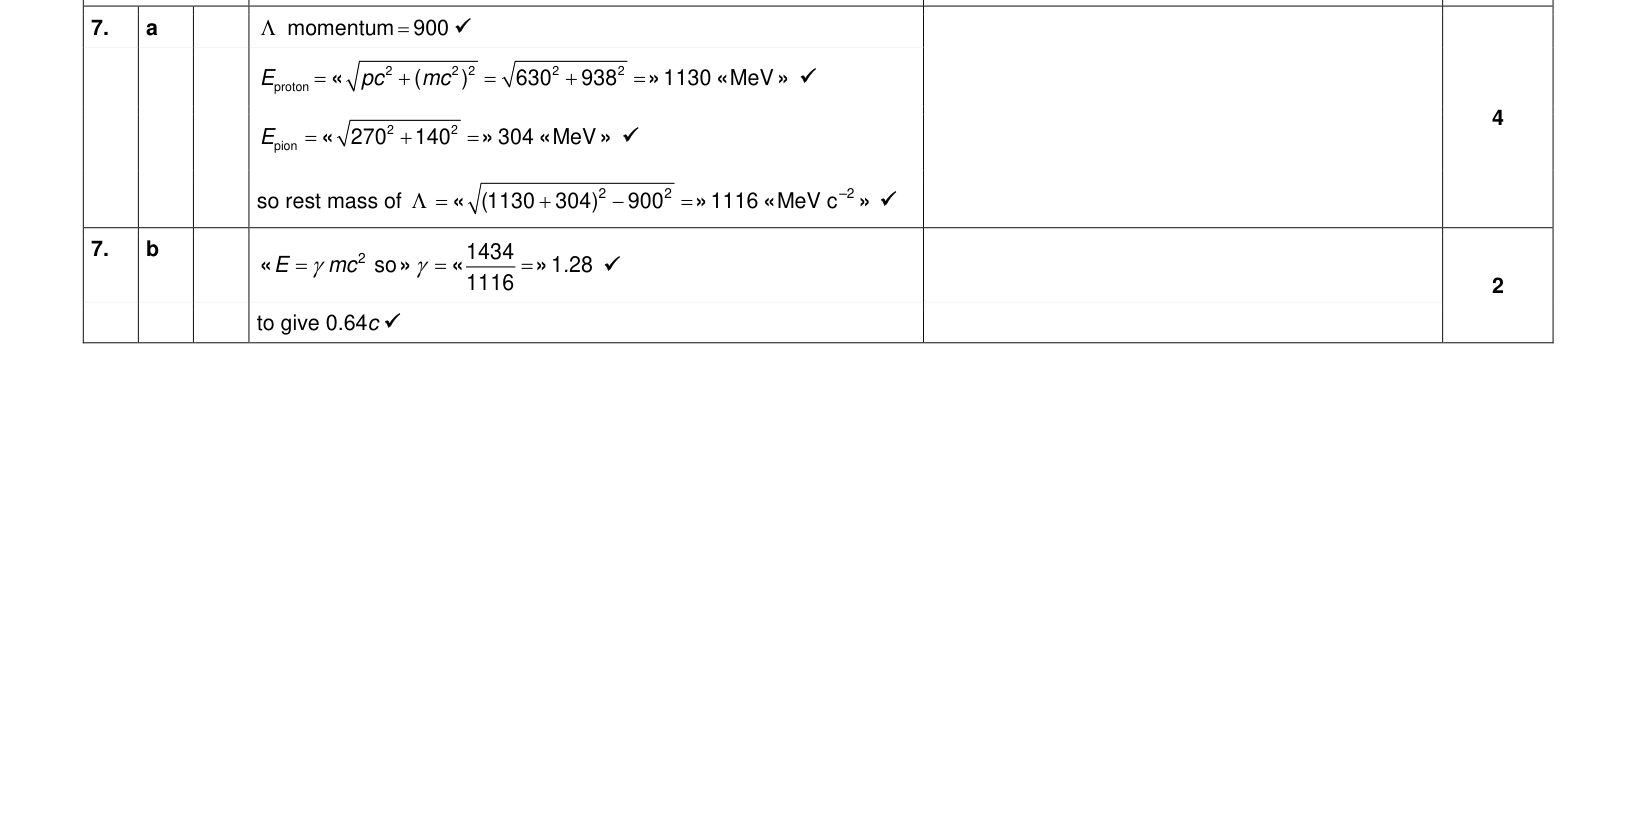 7. a Λ momentum = 900 ✓
E_proton = «√(pc² + (mc²)²) = √(630² + 938²) =» 1130 «MeV» ✓
E_pion = «√(270² + 140²) =» 304 «MeV» ✓
4
so rest mass of Λ = «√((1130 + 304)² − 900²) =» 1116 «MeV c⁻²» ✓
7. b «E = γ mc² so» γ = «1434/1116 =» 1.28 ✓
2
to give 0.64c ✓